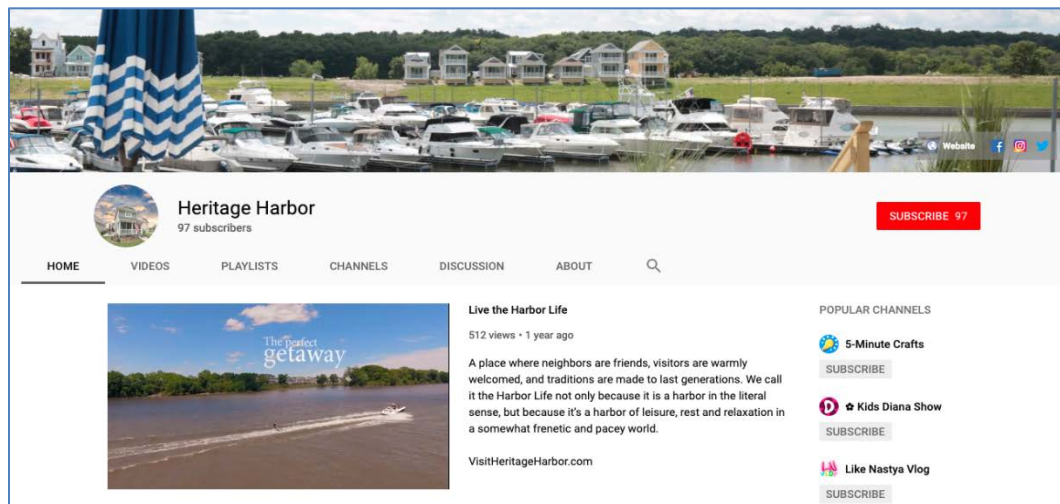 Website
Heritage Harbor
97 subscribers
SUBSCRIBE 97
HOME
VIDEOS
PLAYLISTS
CHANNELS
DISCUSSION
ABOUT
The perfect
getaway
Live the Harbor Life
512 views • 1 year ago
A place where neighbors are friends, visitors are warmly
welcomed, and traditions are made to last generations. We call
it the Harbor Life not only because it is a harbor in the literal
sense, but because it's a harbor of leisure, rest and relaxation in
a somewhat frenetic and pacey world.
VisitHeritageHarbor.com
POPULAR CHANNELS
5-Minute Crafts
SUBSCRIBE
✿ Kids Diana Show
SUBSCRIBE
Like Nastya Vlog
SUBSCRIBE